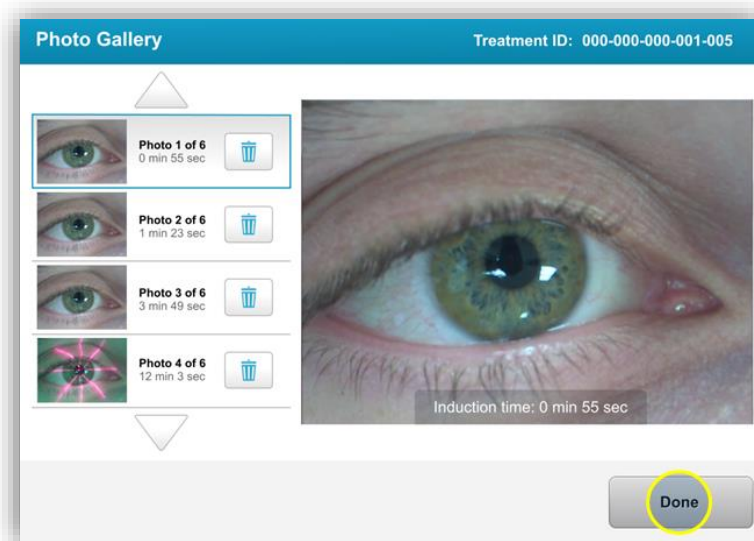 Photo Gallery
Treatment ID: 000-000-000-001-005
Photo 1 of 6
0 min 55 sec
Photo 2 of 6
1 min 23 sec
Photo 3 of 6
3 min 49 sec
Photo 4 of 6
12 min 3 sec
Induction time: 0 min 55 sec
Done